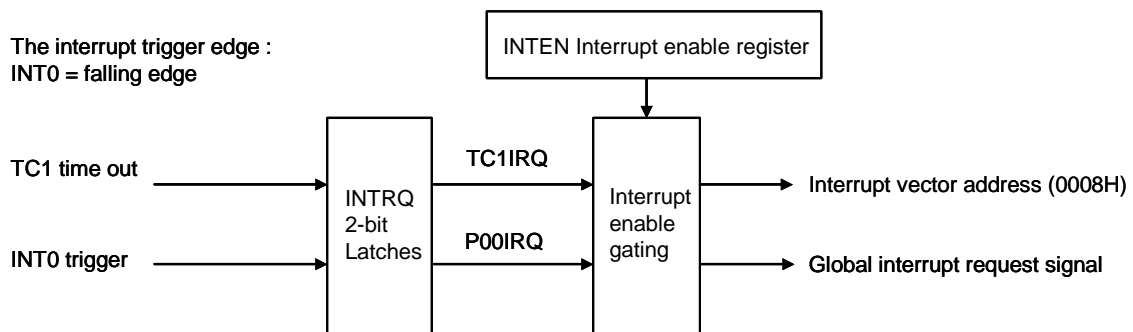 The interrupt trigger edge :
INT0 = falling edge
INTEN Interrupt enable register
TC1 time out
INT0 trigger
INTRQ
2-bit
Latches
TC1IRQ
P00IRQ
Interrupt
enable
gating
Interrupt vector address (0008H)
Global interrupt request signal